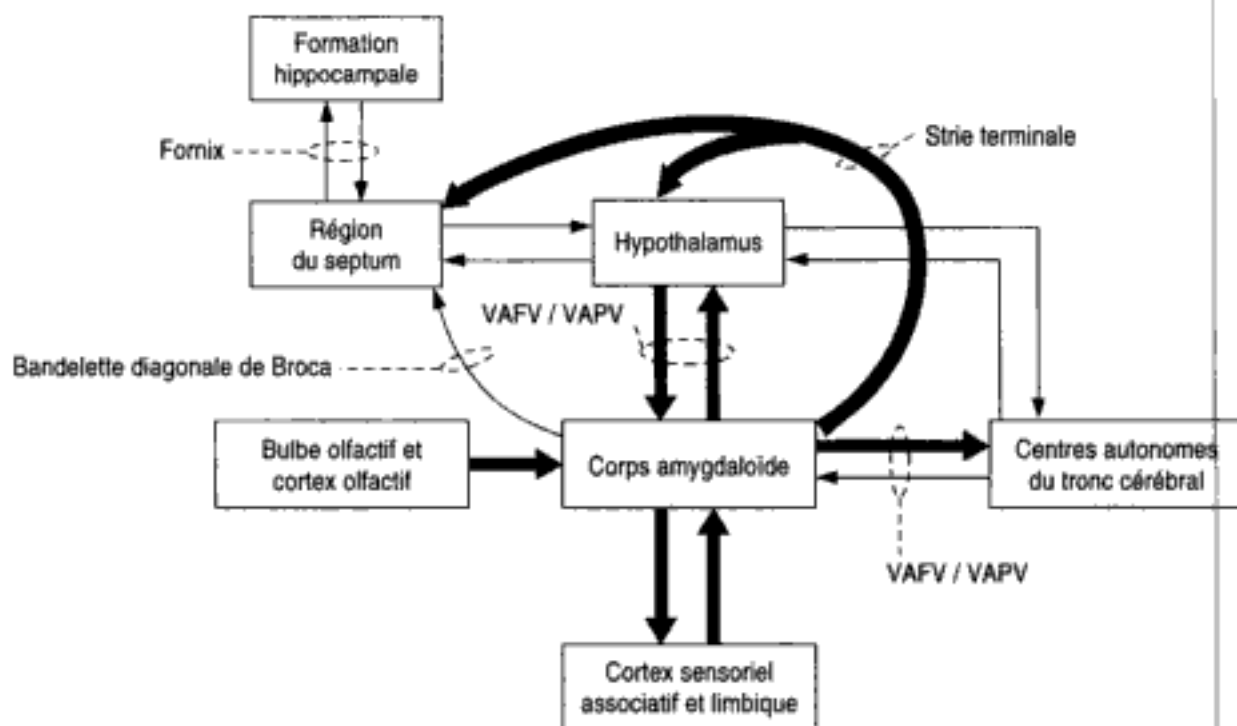 Formation
hippocampale
Fornix
Strie terminale
Région
du septum
Hypothalamus
VAFV / VAPV
Bandelette diagonale de Broca
Bulbe olfactif et
cortex olfactif
Corps amygdaloïde
Centres autonomes
du tronc cérébral
VAFV / VAPV
Cortex sensoriel
associatif et limbique